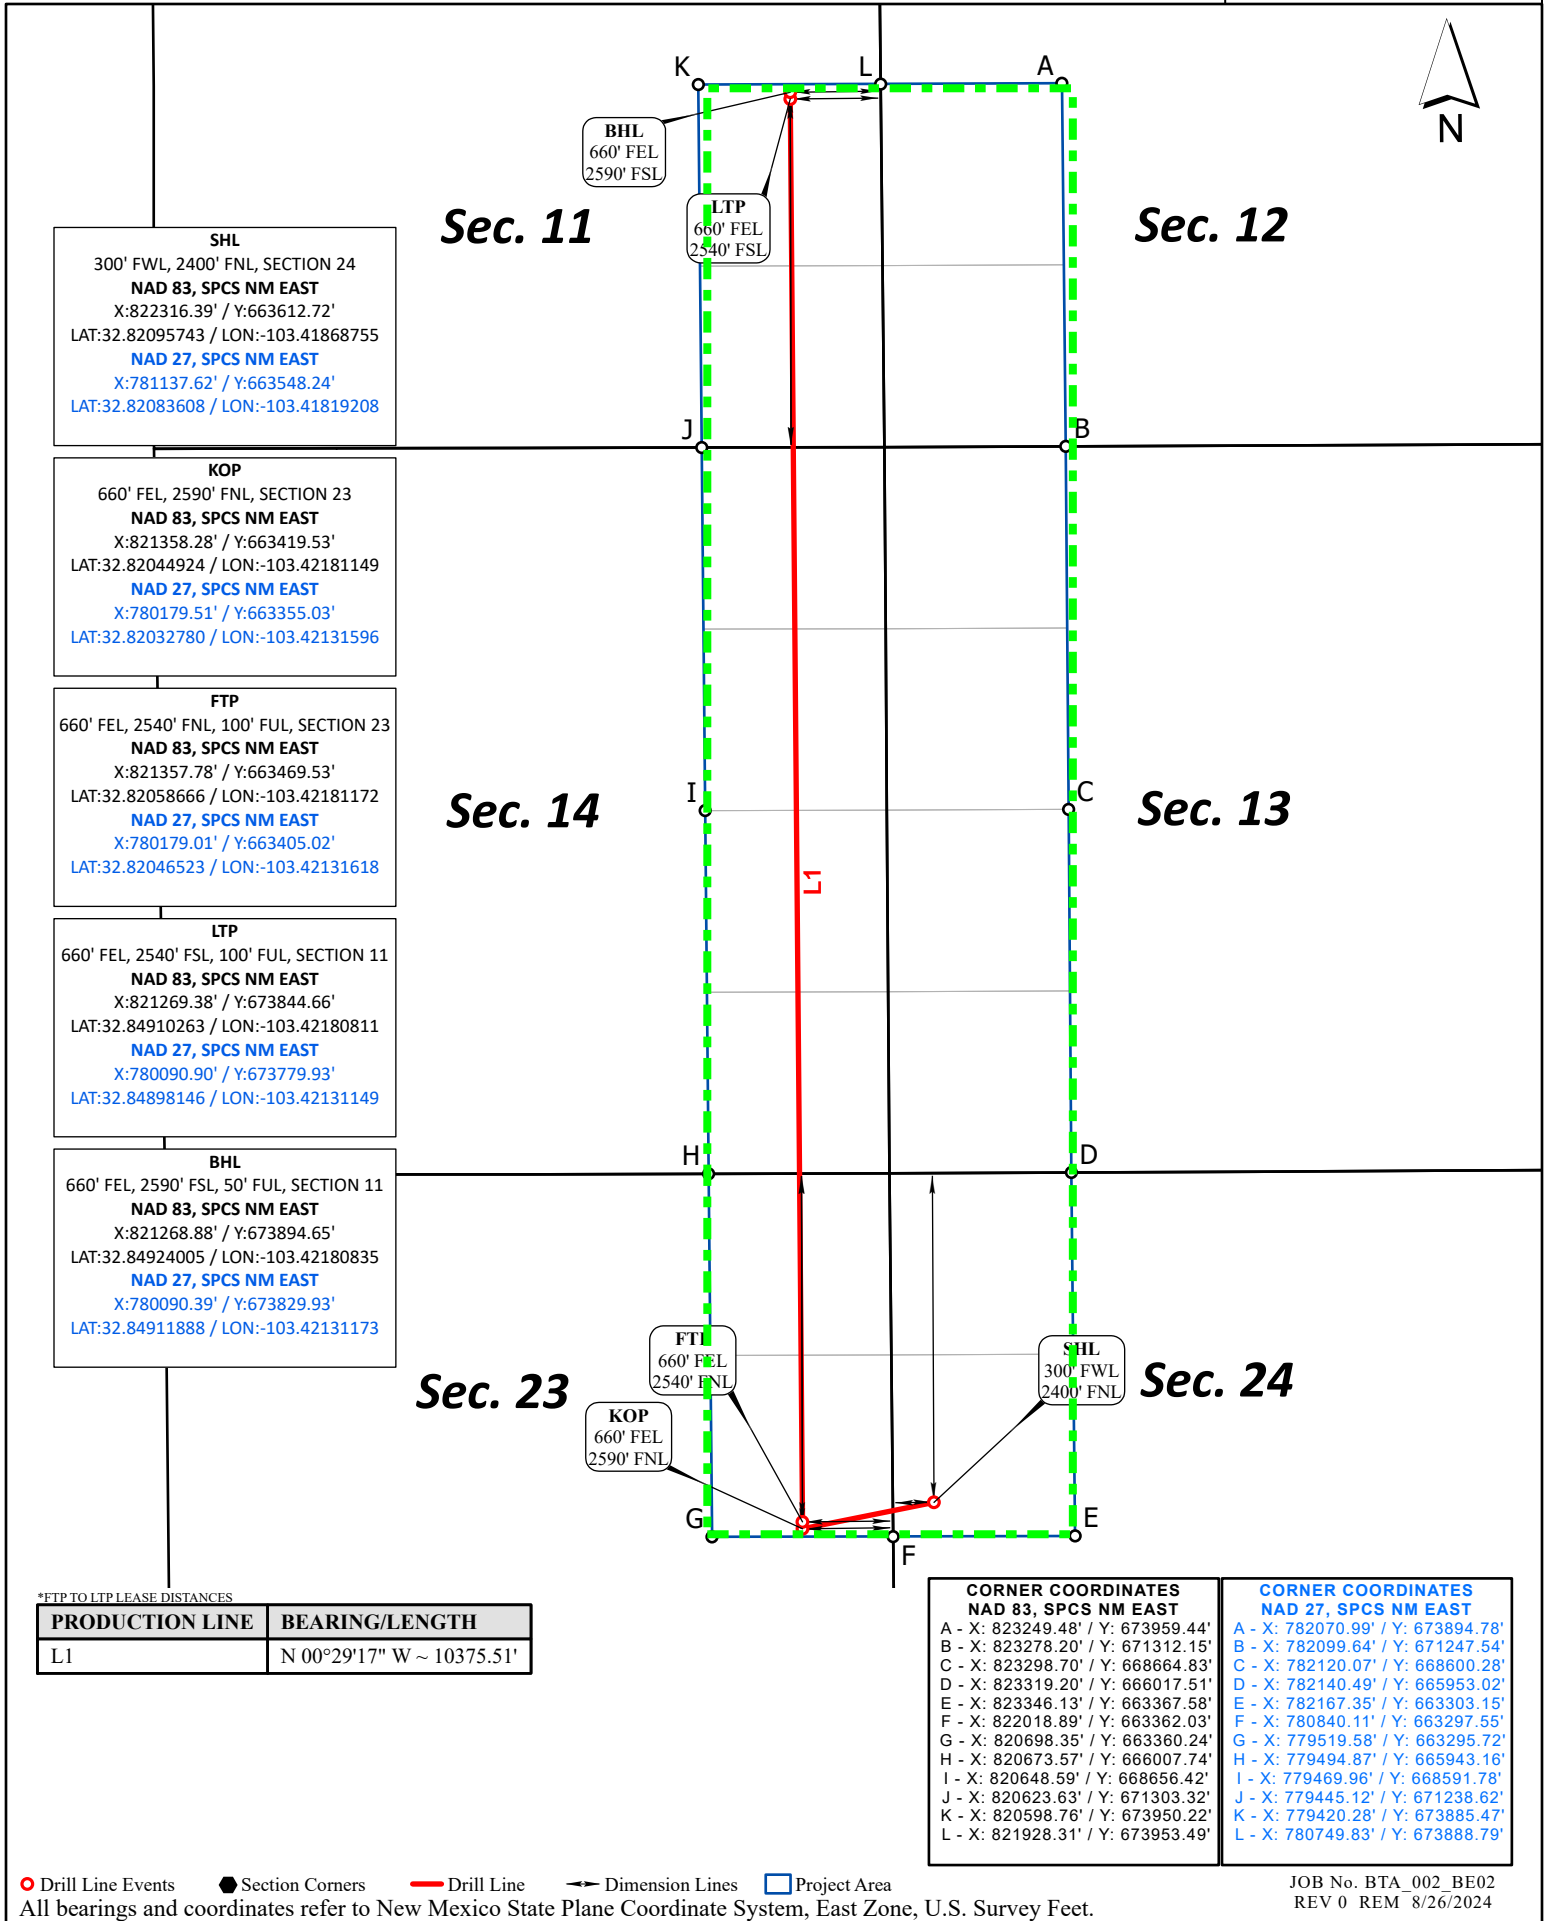 K
L
A
N
BHL
660' FEL
2590' FSL
LTP
660' FEL
2540' FSL
Sec. 11
Sec. 12
SHL
300' FWL, 2400' FNL, SECTION 24
NAD 83, SPCS NM EAST
X:822316.39' / Y:663612.72'
LAT:32.82095743 / LON:-103.41868755
NAD 27, SPCS NM EAST
X:781137.62' / Y:663548.24'
LAT:32.82083608 / LON:-103.41819208
J
B
KOP
660' FEL, 2590' FNL, SECTION 23
NAD 83, SPCS NM EAST
X:821358.28' / Y:663419.53'
LAT:32.82044924 / LON:-103.42181149
NAD 27, SPCS NM EAST
X:780179.51' / Y:663355.03'
LAT:32.82032780 / LON:-103.42131596
FTP
660' FEL, 2540' FNL, 100' FUL, SECTION 23
NAD 83, SPCS NM EAST
X:821357.78' / Y:663469.53'
LAT:32.82058666 / LON:-103.42181172
NAD 27, SPCS NM EAST
X:780179.01' / Y:663405.02'
LAT:32.82046523 / LON:-103.42131618
I
C
Sec. 14
Sec. 13
L1
LTP
660' FEL, 2540' FSL, 100' FUL, SECTION 11
NAD 83, SPCS NM EAST
X:821269.38' / Y:673844.66'
LAT:32.84910263 / LON:-103.42180811
NAD 27, SPCS NM EAST
X:780090.90' / Y:673779.93'
LAT:32.84898146 / LON:-103.42131149
H
D
BHL
660' FEL, 2590' FSL, 50' FUL, SECTION 11
NAD 83, SPCS NM EAST
X:821268.88' / Y:673894.65'
LAT:32.84924005 / LON:-103.42180835
NAD 27, SPCS NM EAST
X:780090.39' / Y:673829.93'
LAT:32.84911888 / LON:-103.42131173
FTP
660' FEL
2540' FNL
SHL
300' FWL
2400' FNL
Sec. 23
Sec. 24
KOP
660' FEL
2590' FNL
G
E
F
*FTP TO LTP LEASE DISTANCES
PRODUCTION LINE BEARING/LENGTH
L1 N 00°29'17" W ~ 10375.51'
CORNER COORDINATES
NAD 83, SPCS NM EAST
A - X: 823249.48' / Y: 673959.44'
B - X: 823278.20' / Y: 671312.15'
C - X: 823298.70' / Y: 668664.83'
D - X: 823319.20' / Y: 666017.51'
E - X: 823346.13' / Y: 663367.58'
F - X: 822018.89' / Y: 663362.03'
G - X: 820698.35' / Y: 663360.24'
H - X: 820673.57' / Y: 666007.74'
I - X: 820648.59' / Y: 668656.42'
J - X: 820623.63' / Y: 671303.32'
K - X: 820598.76' / Y: 673950.22'
L - X: 821928.31' / Y: 673953.49'
CORNER COORDINATES
NAD 27, SPCS NM EAST
A - X: 782070.99' / Y: 673894.78'
B - X: 782099.64' / Y: 671247.54'
C - X: 782120.07' / Y: 668600.28'
D - X: 782140.49' / Y: 665953.02'
E - X: 782167.35' / Y: 663303.15'
F - X: 780840.11' / Y: 663297.55'
G - X: 779519.58' / Y: 663295.72'
H - X: 779494.87' / Y: 665943.16'
I - X: 779469.96' / Y: 668591.78'
J - X: 779445.12' / Y: 671238.62'
K - X: 779420.28' / Y: 673885.47'
L - X: 780749.83' / Y: 673888.79'
Drill Line Events Section Corners Drill Line Dimension Lines Project Area
All bearings and coordinates refer to New Mexico State Plane Coordinate System, East Zone, U.S. Survey Feet.
JOB No. BTA_002_BE02
REV 0 REM 8/26/2024